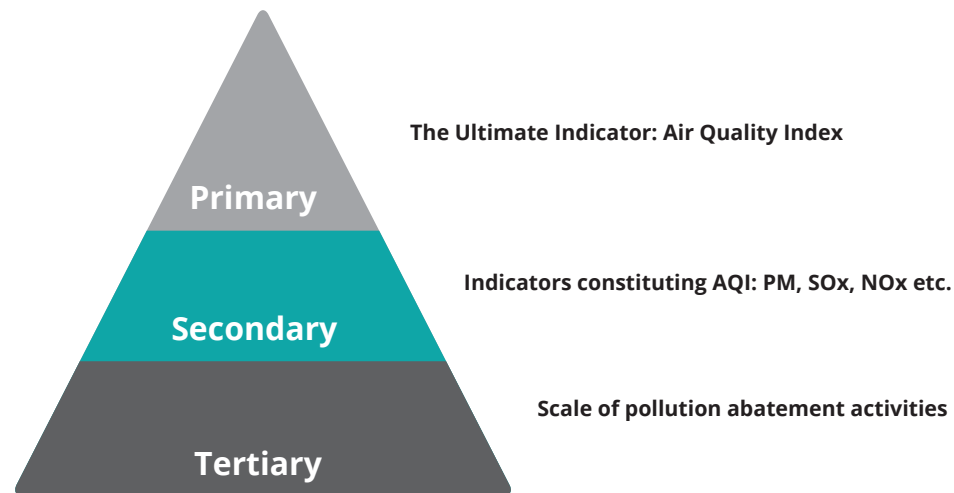 The Ultimate Indicator: Air Quality Index
Primary
Indicators constituting AQI: PM, SOx, NOx etc.
Secondary
Scale of pollution abatement activities
Tertiary